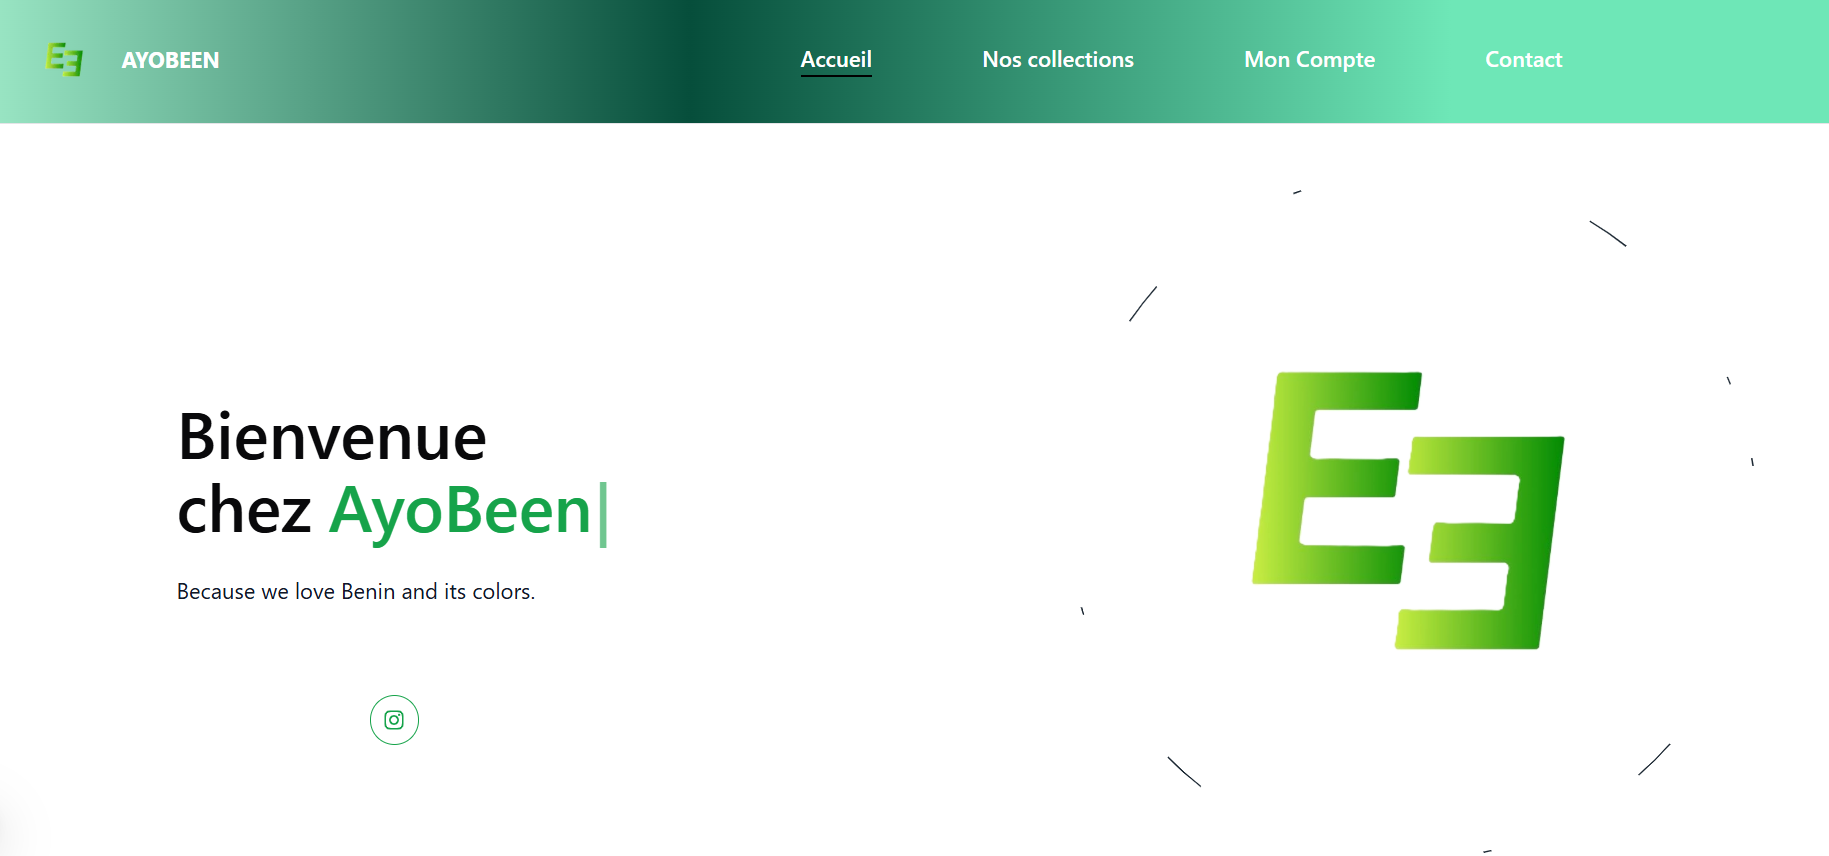 AYOBEEN
Accueil
Nos collections
Mon Compte
Contact
Bienvenue
chez AyoBeen|
Because we love Benin and its colors.